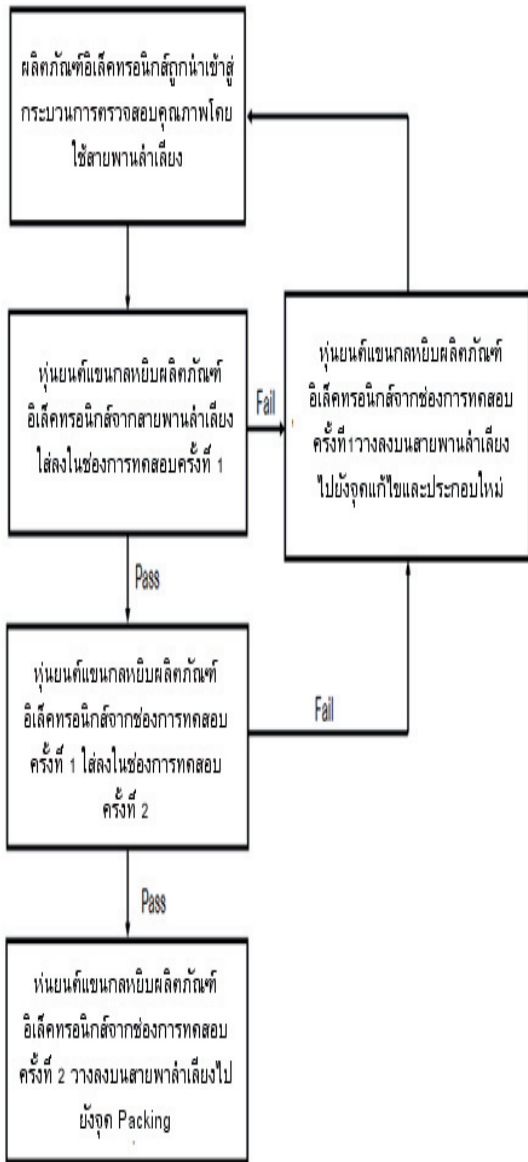 ผลิตภัณฑ์อิเล็คทรอนิกส์ถูกนำเข้าสู่
กระบวนการตรวจสอบคุณภาพโดย
ใช้สายพานลำเลียง
หุ่นยนต์แขนกลหยิบผลิตภัณฑ์
อิเล็คทรอนิกส์จากสายพานลำเลียง
ใส่ลงในช่องการทดสอบครั้งที่ 1
Fail
หุ่นยนต์แขนกลหยิบผลิตภัณฑ์
อิเล็คทรอนิกส์จากช่องการทดสอบ
ครั้งที่1วางลงบนสายพานลำเลียง
ไปยังจุดแก้ไขและประกอบใหม่
Pass
หุ่นยนต์แขนกลหยิบผลิตภัณฑ์
อิเล็คทรอนิกส์จากช่องการทดสอบ
ครั้งที่ 1 ใส่ลงในช่องการทดสอบ
ครั้งที่ 2
Fail
Pass
หุ่นยนต์แขนกลหยิบผลิตภัณฑ์
อิเล็คทรอนิกส์จากช่องการทดสอบ
ครั้งที่ 2 วางลงบนสายพาลำเลียงไป
ยังจุด Packing